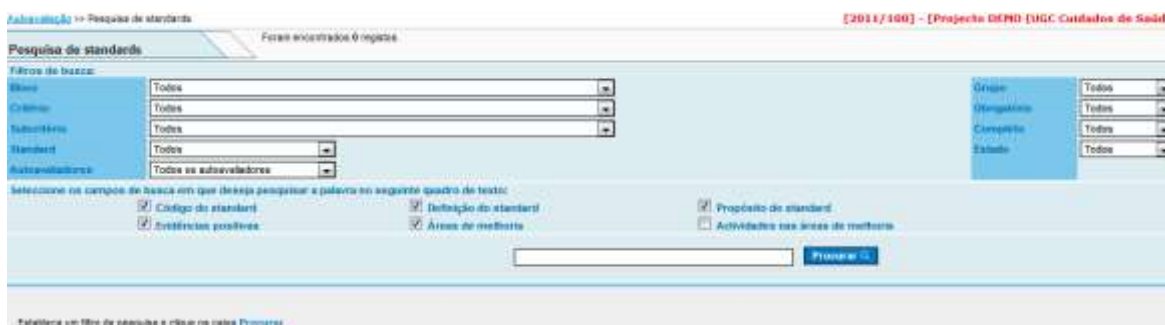 Autoavaliação >> Pesquisa de standards
[2011/100] - [Projecto DEMO [UGC Cuidados de Saúd
Pesquisa de standards
Foram encontrados 0 registos
Filtros de busca:
Bloco Todos Grupo Todos
Critério Todos Obrigatório Todos
Subcritério Todos Completo Todos
Standard Todos Estado Todos
Autoavaliadores Todos os autoavaliadores
Seleccione os campos de busca em que deseja pesquisar a palavra no seguinte quadro de texto:
Código do standard Definição do standard Propósito do standard
Evidências positivas Áreas de melhoria Actividades nas áreas de melhoria
Procurar
Estabeleça um filtro de pesquisa e clique na caixa Procurar